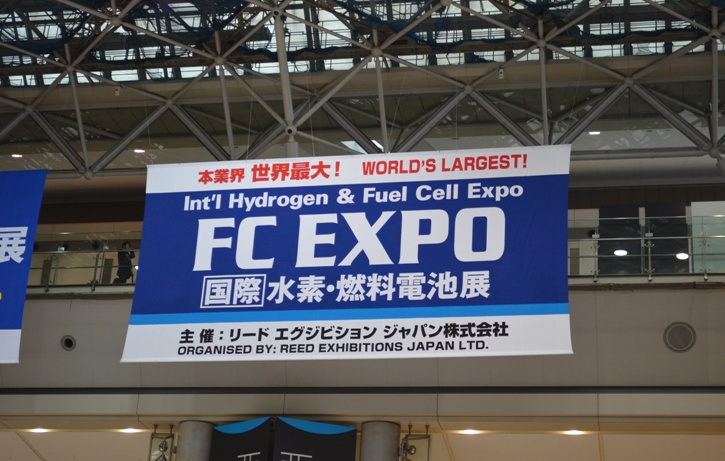 本業界 世界最大! WORLD'S LARGEST!
Int'l Hydrogen & Fuel Cell Expo
FC EXPO
国際 水素・燃料電池展
主 催:リード エグジビション ジャパン株式会社
ORGANISED BY: REED EXHIBITIONS JAPAN LTD.
展